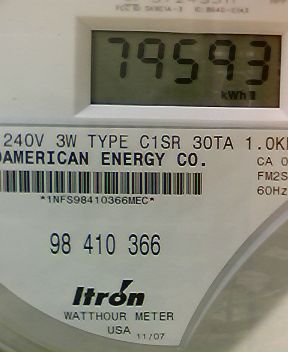 79593
kWh
240V 3W TYPE C1SR 30TA 1.0K
AMERICAN ENERGY CO.
CA 0
FM2S
60Hz
*1NFS98410366MEC*
98 410 366
Itron
WATTHOUR METER
USA 11/07